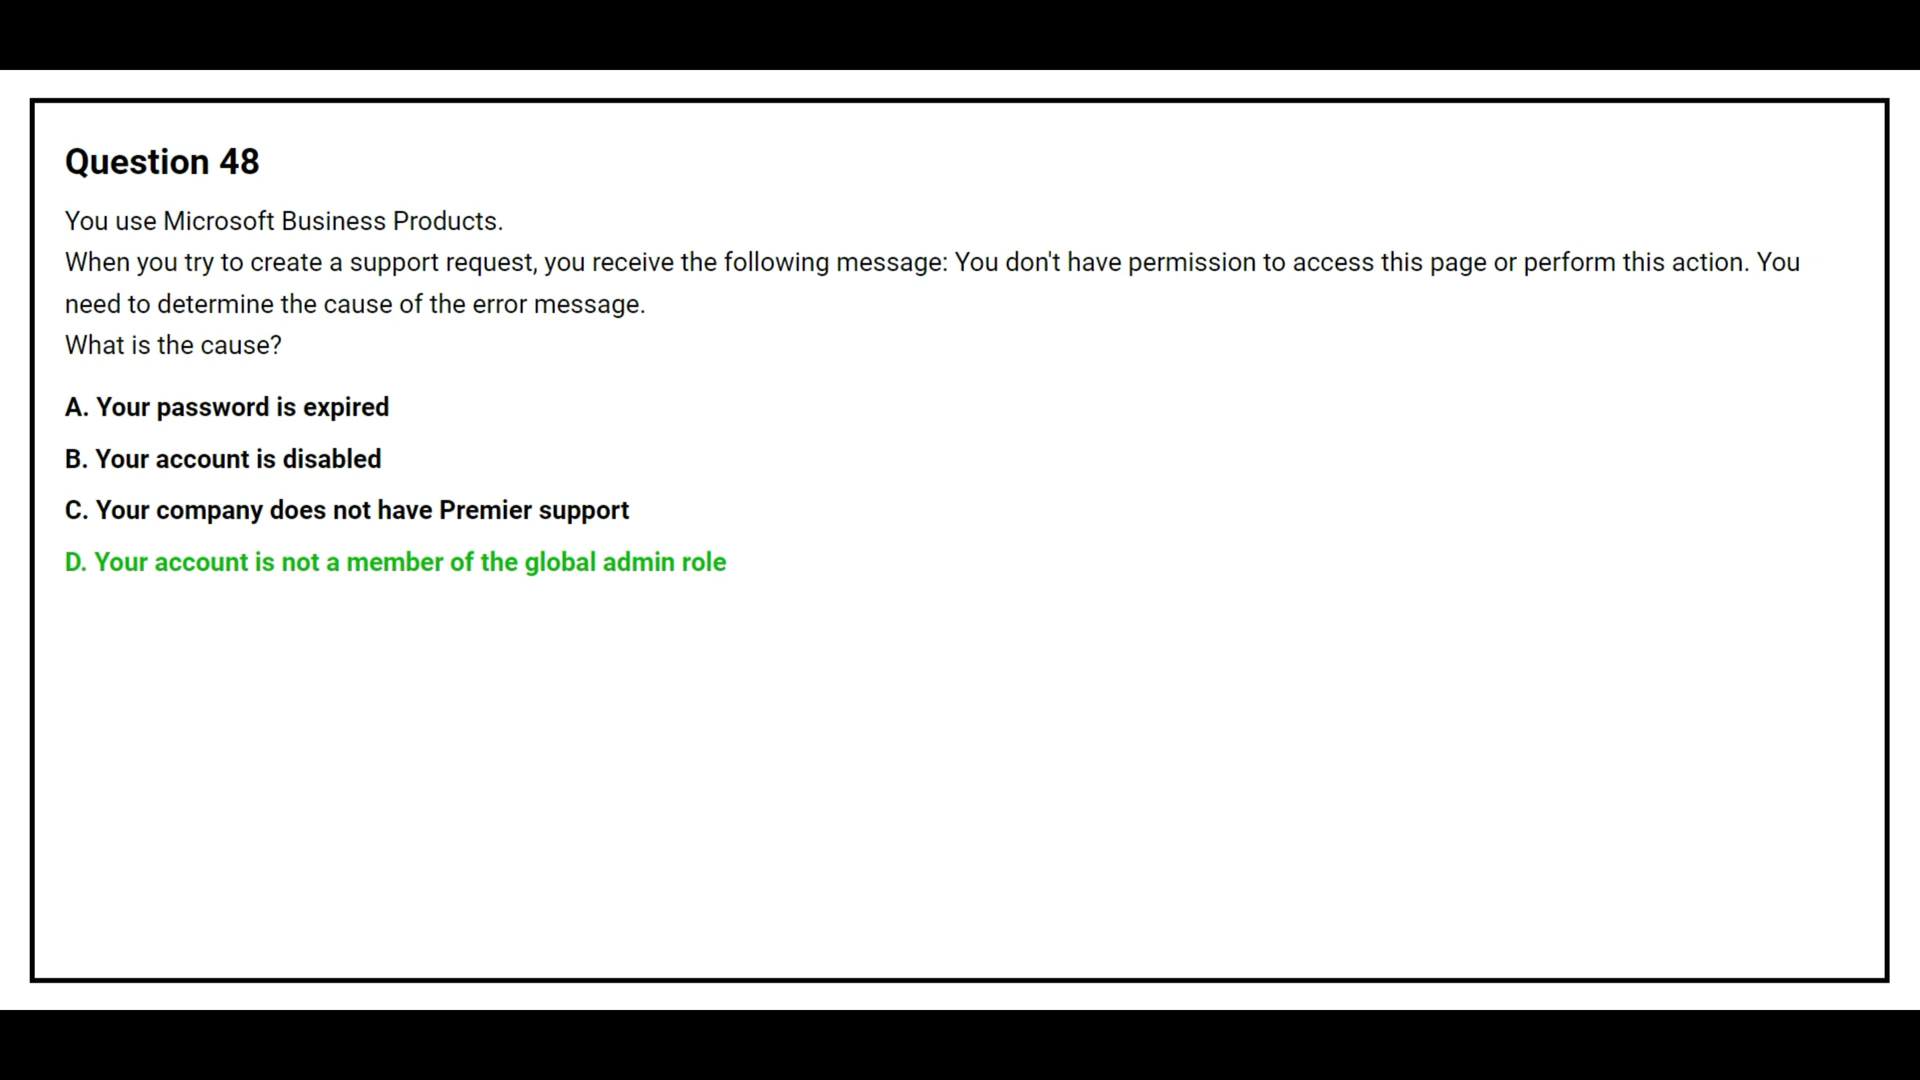 Question 48
You use Microsoft Business Products.
When you try to create a support request, you receive the following message: You don't have permission to access this page or perform this action. You
need to determine the cause of the error message.
What is the cause?
A. Your password is expired
B. Your account is disabled
C. Your company does not have Premier support
D. Your account is not a member of the global admin role